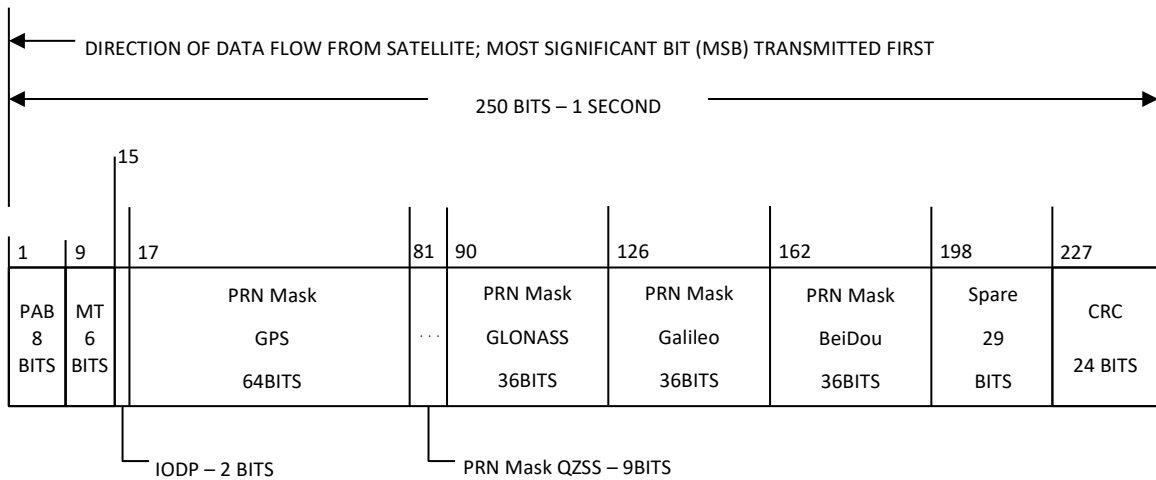 DIRECTION OF DATA FLOW FROM SATELLITE; MOST SIGNIFICANT BIT (MSB) TRANSMITTED FIRST
250 BITS – 1 SECOND
15
1 9 17 81 90 126 162 198 227
PAB
8
BITS
MT
6
BITS
PRN Mask
GPS
64BITS
...
PRN Mask
GLONASS
36BITS
PRN Mask
Galileo
36BITS
PRN Mask
BeiDou
36BITS
Spare
29
BITS
CRC
24 BITS
IODP – 2 BITS
PRN Mask QZSS – 9BITS